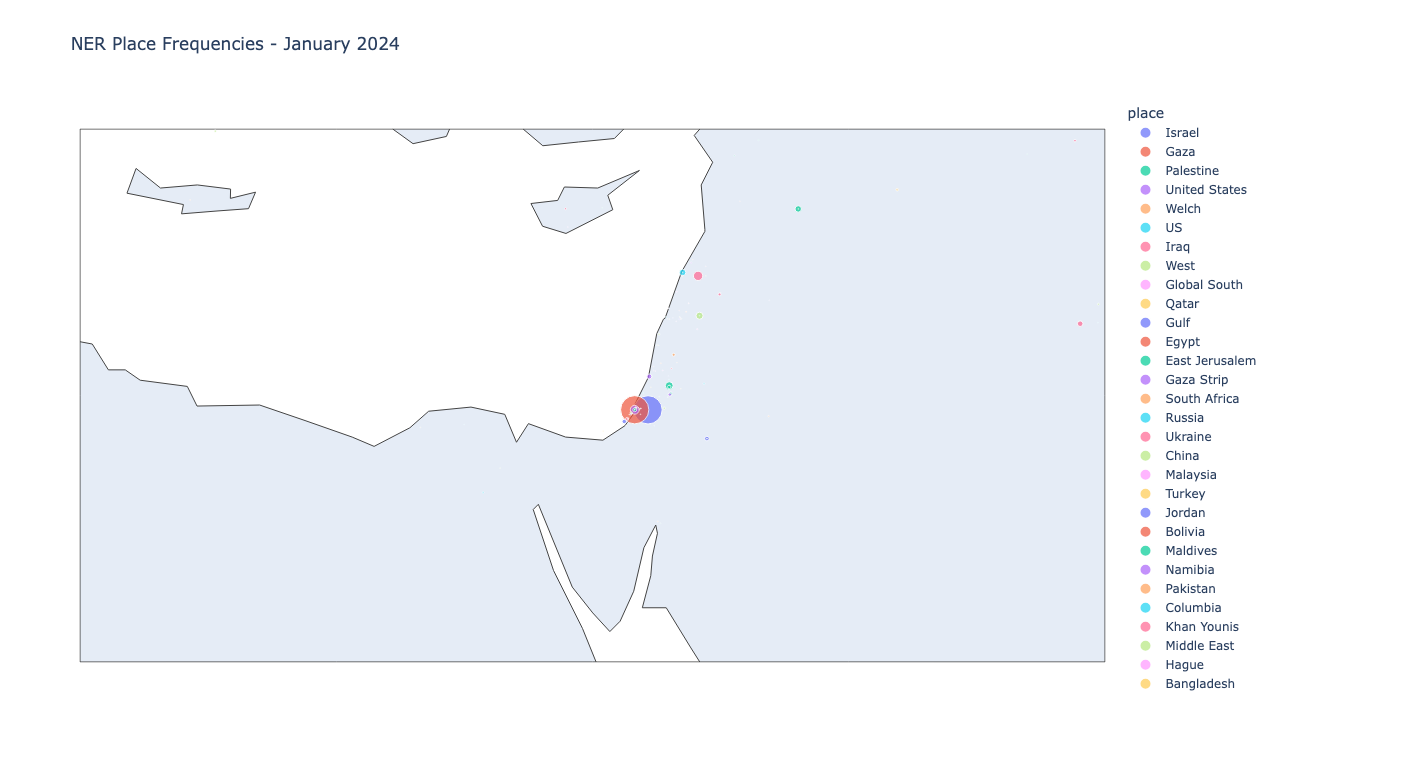 NER Place Frequencies - January 2024
place
Israel
Gaza
Palestine
United States
Welch
US
Iraq
West
Global South
Qatar
Gulf
Egypt
East Jerusalem
Gaza Strip
South Africa
Russia
Ukraine
China
Malaysia
Turkey
Jordan
Bolivia
Maldives
Namibia
Pakistan
Columbia
Khan Younis
Middle East
Hague
Bangladesh